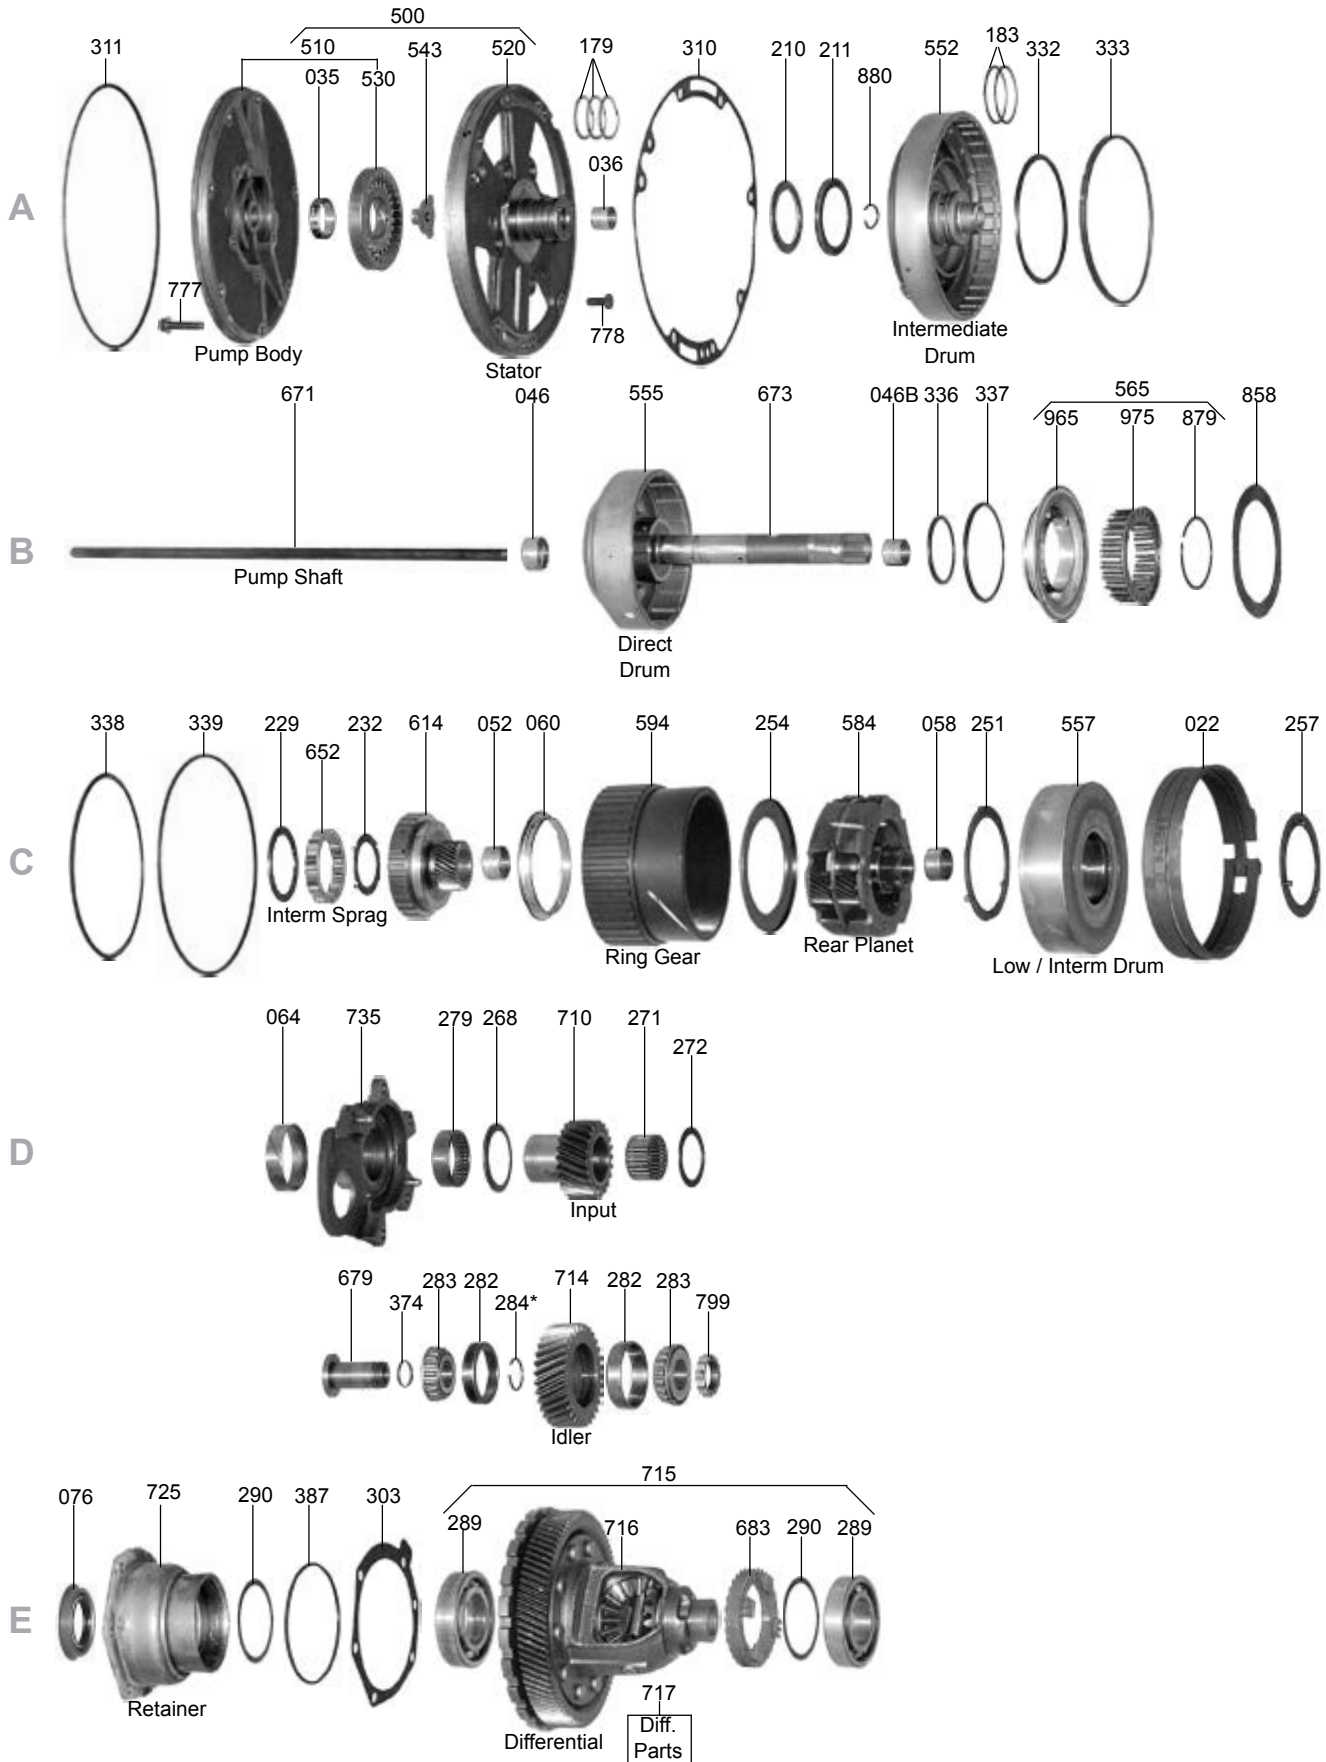 500
311 510 543 520 179 310 210 211 552 183 332 333
035 530 880
036
A
777 778
Pump Body
Stator
Intermediate
Drum
671 046 555 673 046B 336 337 565 858
965 975 879
B
Pump Shaft
Direct
Drum
338 339 229 232 614 052 060 594 254 584 058 251 557 022 257
652
C
Interm Sprag
Ring Gear
Rear Planet
Low / Interm Drum
064 735 279 268 710 271
272
D
Input
679 283 282 714 282 283
374 284* 799
Idler
715
076 725 290 387 303
289 716 683 290 289
E
Retainer
717
Differential
Diff.
Parts